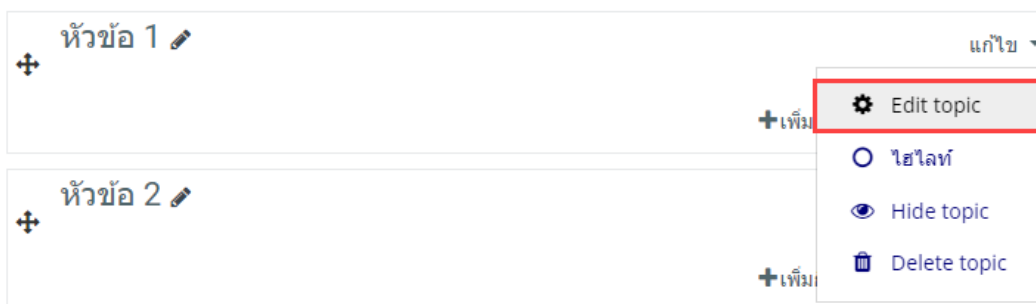 หัวข้อ 1
แก้ไข
Edit topic
ไฮไลท์
Hide topic
Delete topic
หัวข้อ 2